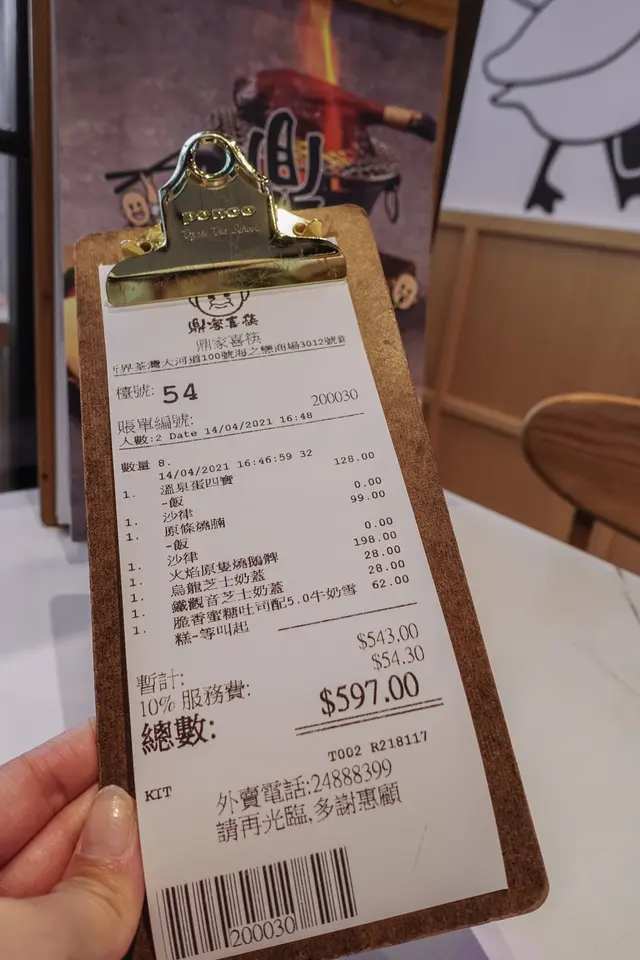 鼎
PONGO
鼎家喜筷
鼎家喜筷
新界荃灣大河道100號海之戀商場3012號
檯號: 54
賬單編號: 200030
人數:2 Date 14/04/2021 16:48
數量 8.
14/04/2021 16:46:59 32
1. 溫泉蛋四寶 128.00
-飯
1. 沙律 0.00
1. 原條燒腩 99.00
-飯
1. 沙律 0.00
1. 火焰原隻燒鵝髀 198.00
1. 烏龍芝士奶蓋 28.00
1. 鐵觀音芝士奶蓋 28.00
1. 脆香蜜糖吐司配5.0牛奶雪 62.00
糕-等叫起
暫計: $543.00
10% 服務費: $54.30
總數: $597.00
T002 R218117
KIT
外賣電話:24888399
請再光臨,多謝惠顧
200030